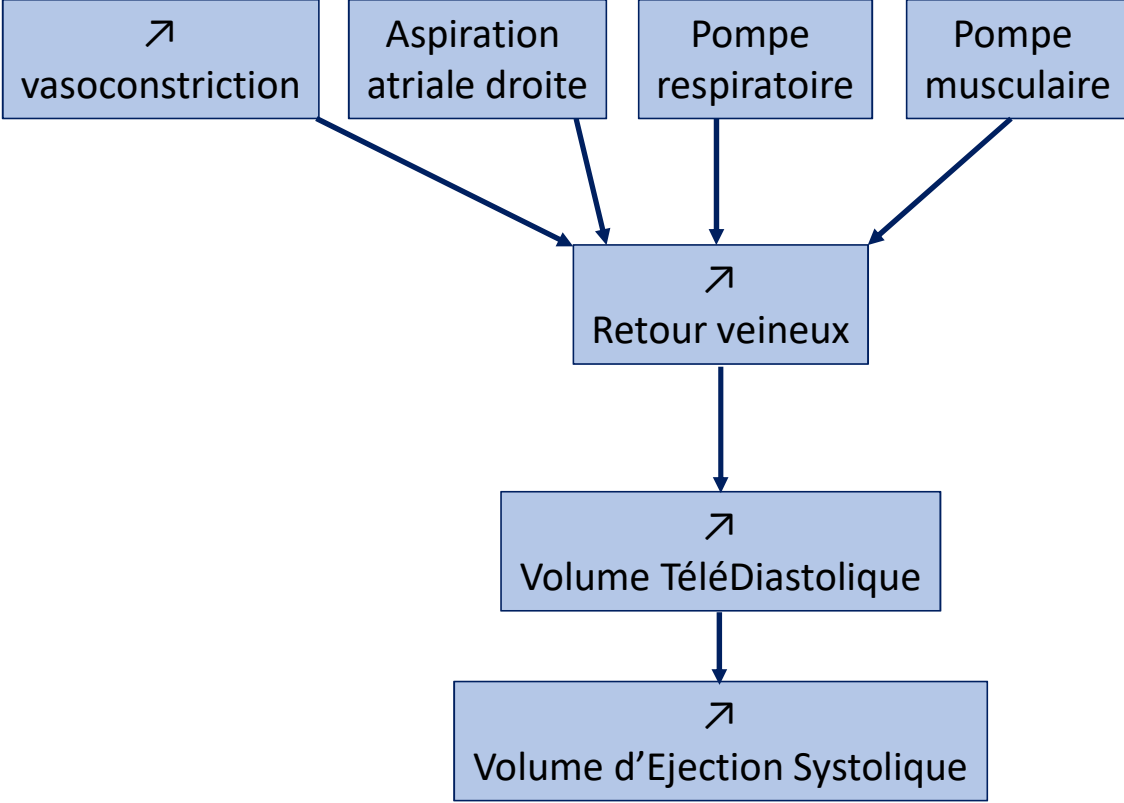 ↗
vasoconstriction
Aspiration
atriale droite
Pompe
respiratoire
Pompe
musculaire
↗
Retour veineux
↗
Volume TéléDiastolique
↗
Volume d’Ejection Systolique